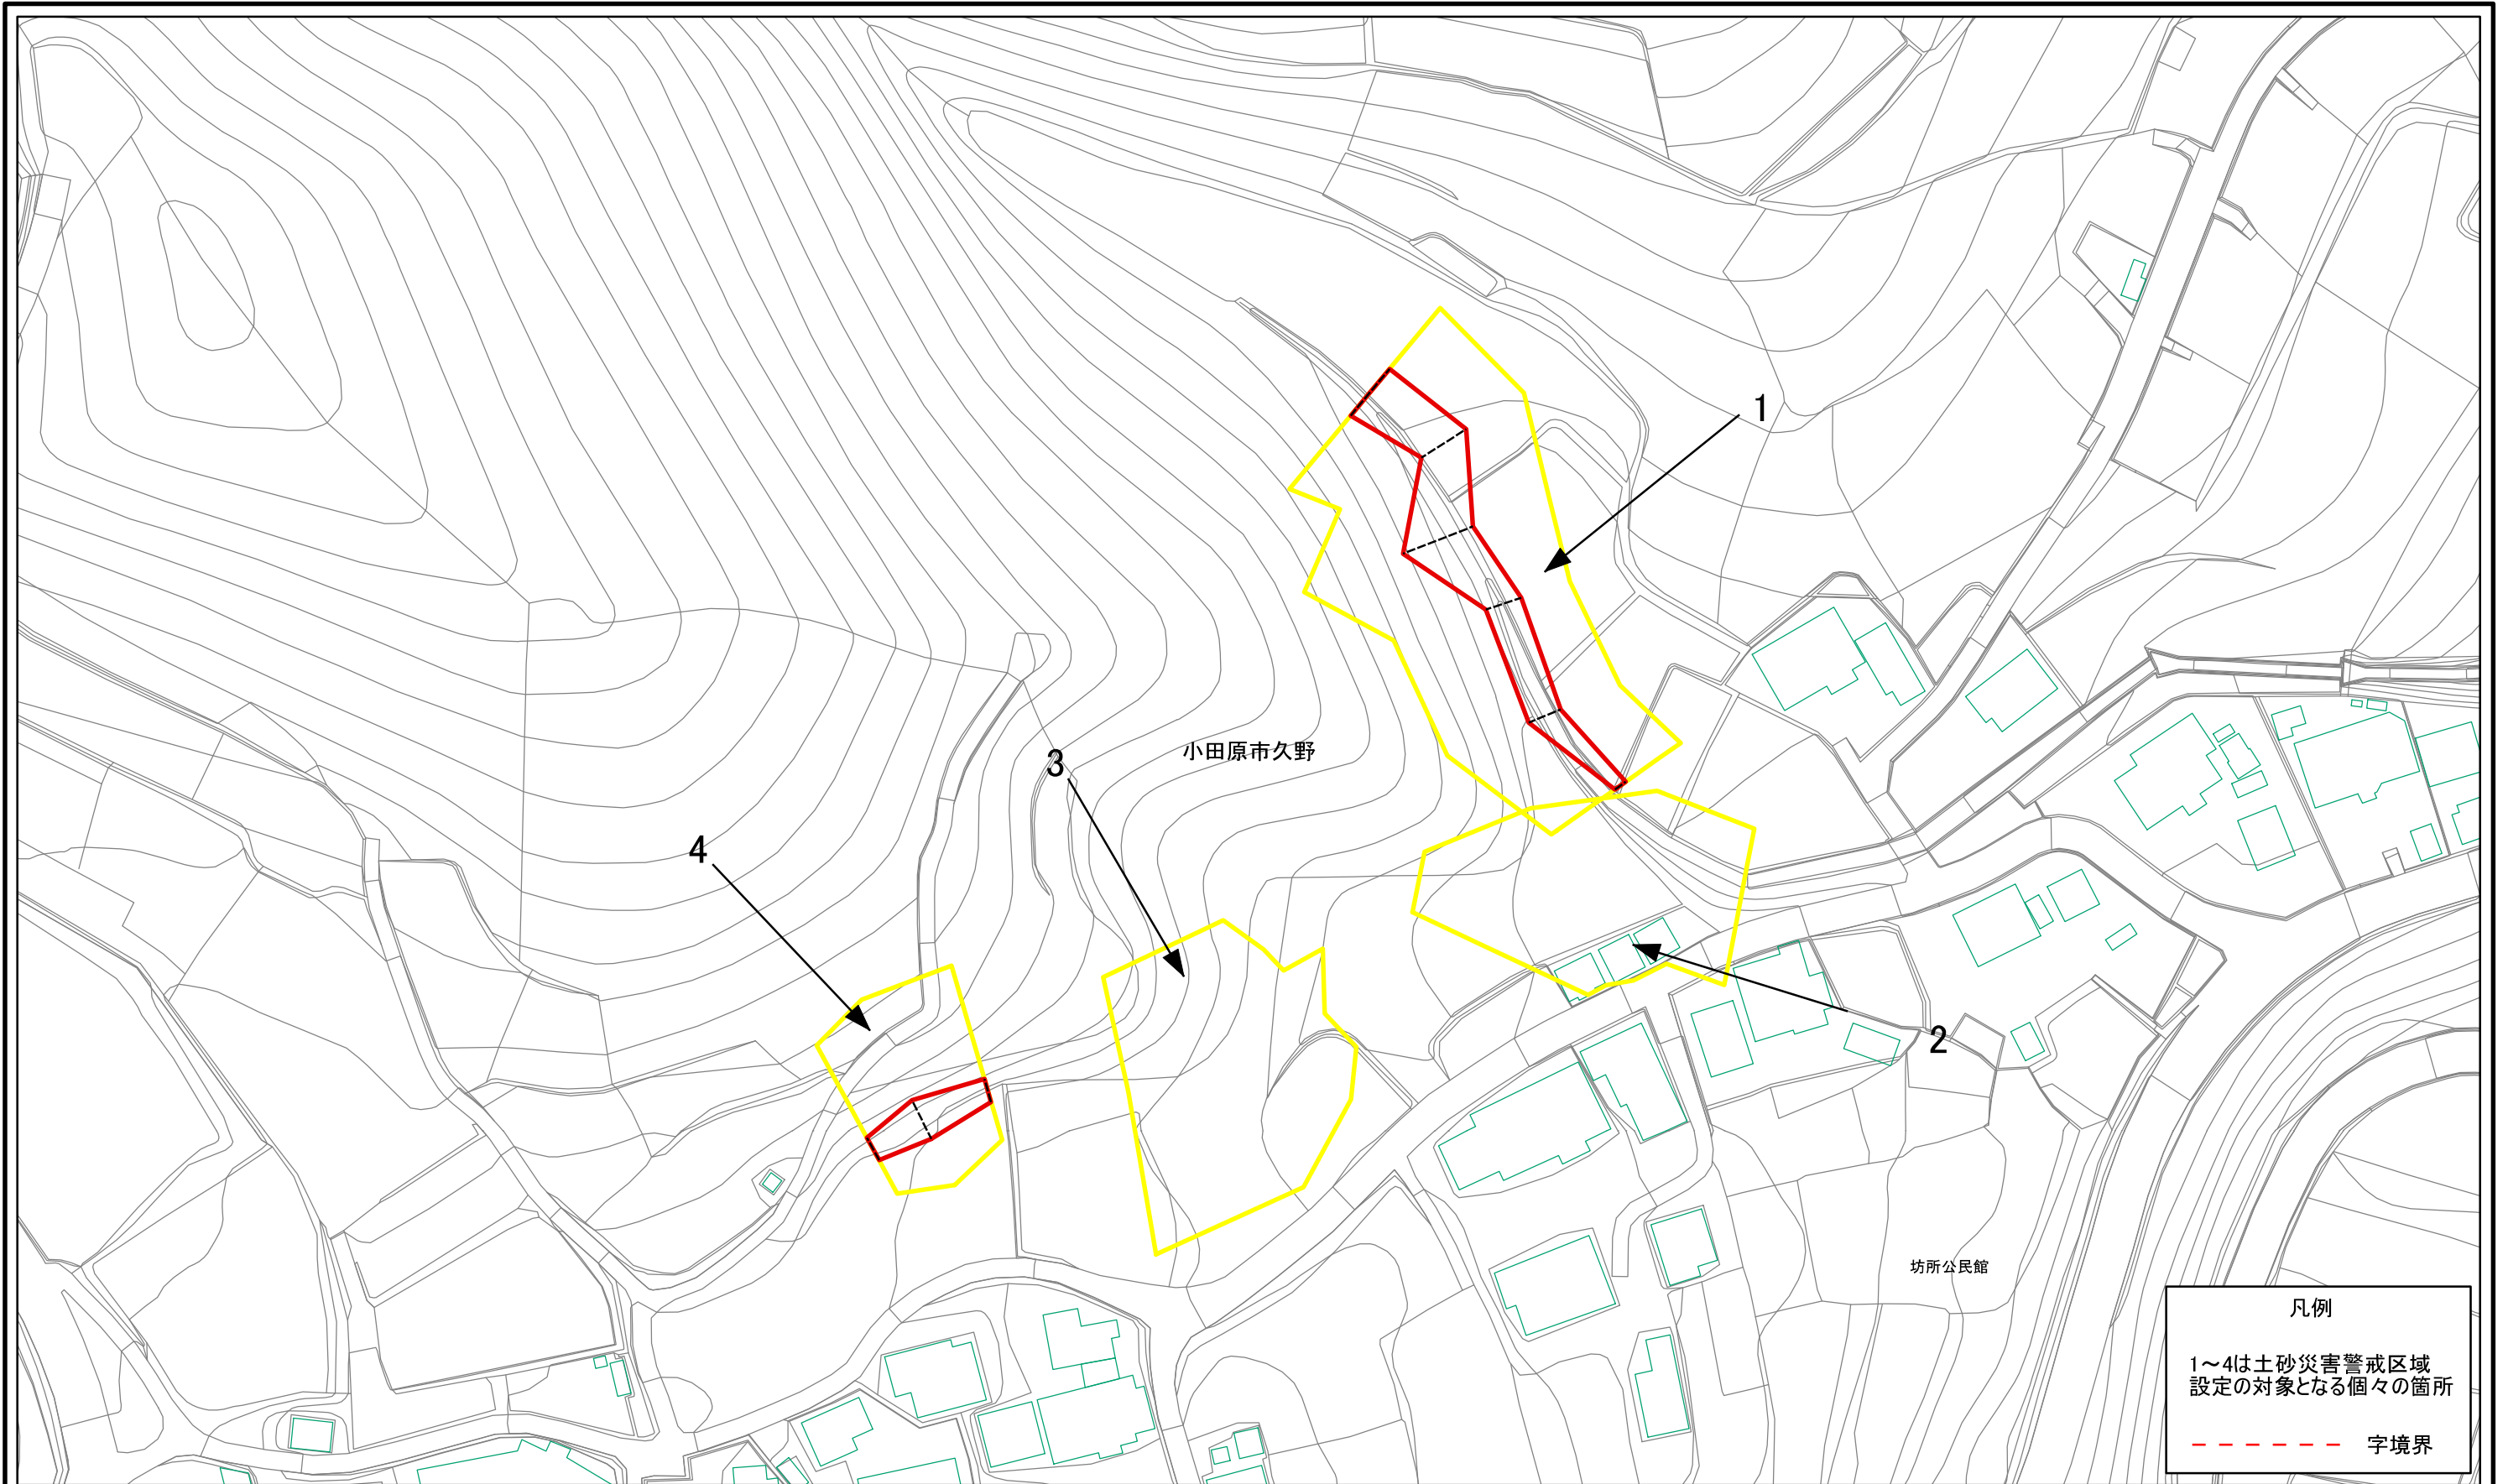 1
小田原市久野
3
4
2
坊所公民館
凡例
1～4は土砂災害警戒区域
設定の対象となる個々の箇所
字境界